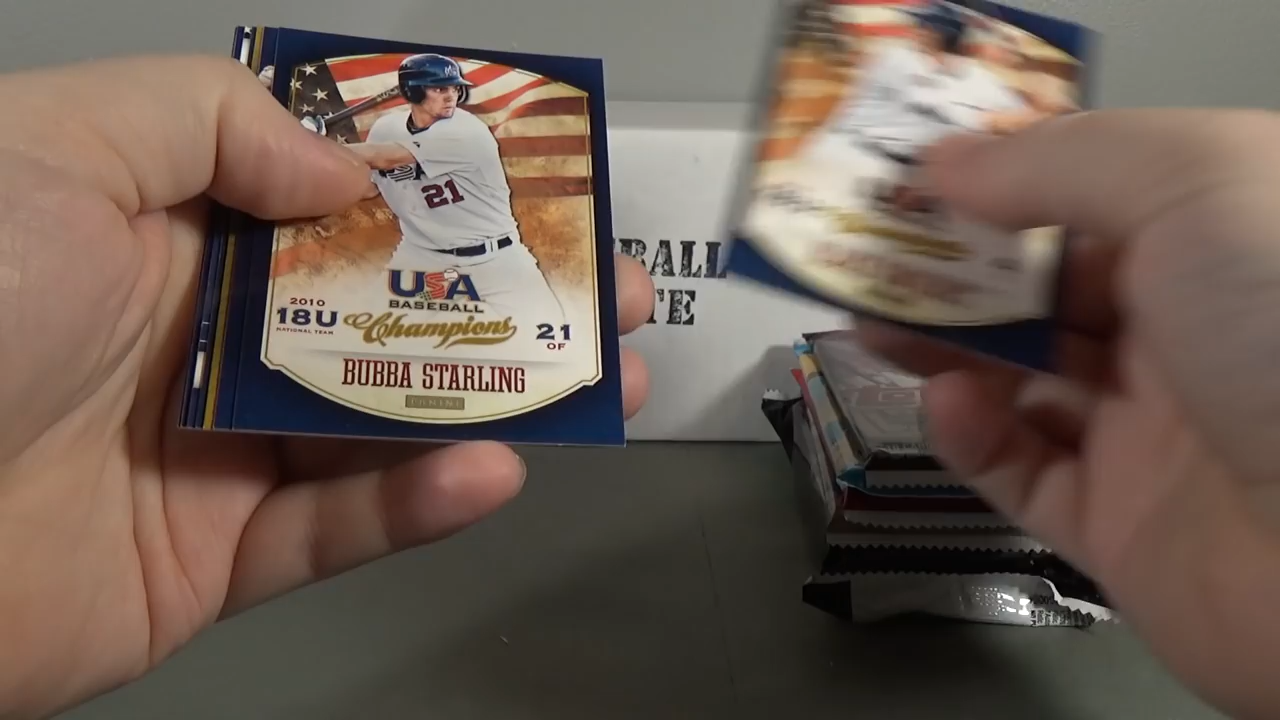 21
USA
BASEBALL
Champions
2010
18U
NATIONAL TEAM
21
OF
BUBBA STARLING
PANINI
BALL
TE